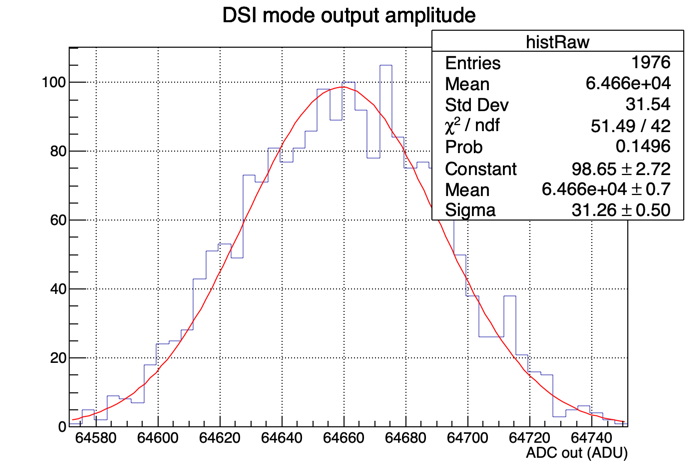 DSI mode output amplitude
histRaw
Entries 1976
Mean 6.466e+04
Std Dev 31.54
χ² / ndf 51.49 / 42
Prob 0.1496
Constant 98.65 ± 2.72
Mean 6.466e+04 ± 0.7
Sigma 31.26 ± 0.50
100
80
60
40
20
0
64580 64600 64620 64640 64660 64680 64700 64720 64740
ADC out (ADU)